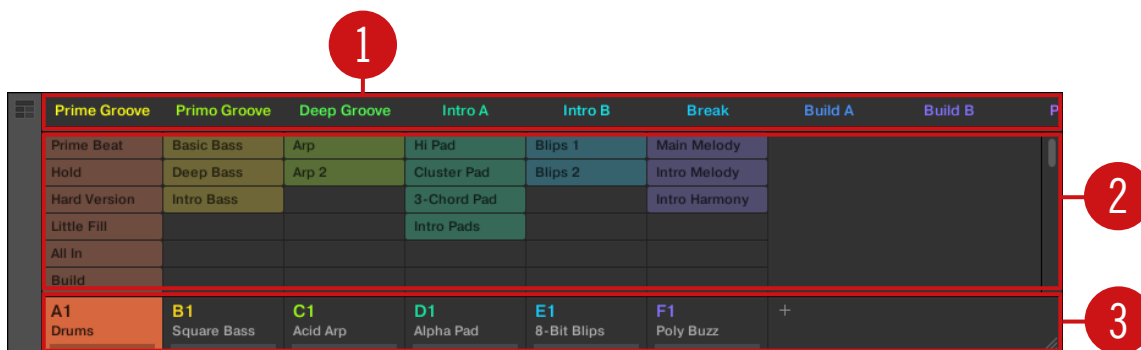 1
Prime Groove Primo Groove Deep Groove Intro A Intro B Break Build A Build B P
Prime Beat Basic Bass Arp Hi Pad Blips 1 Main Melody
Hold Deep Bass Arp 2 Cluster Pad Blips 2 Intro Melody
Hard Version Intro Bass 3-Chord Pad Intro Harmony
2
Little Fill Intro Pads
All In
Build
A1 B1 C1 D1 E1 F1 +
Drums Square Bass Acid Arp Alpha Pad 8-Bit Blips Poly Buzz
3